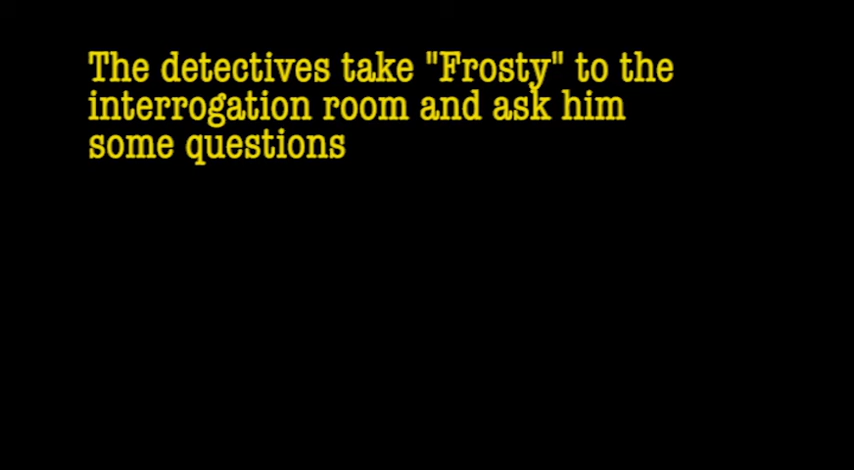 The detectives take "Frosty" to the
interrogation room and ask him
some questions